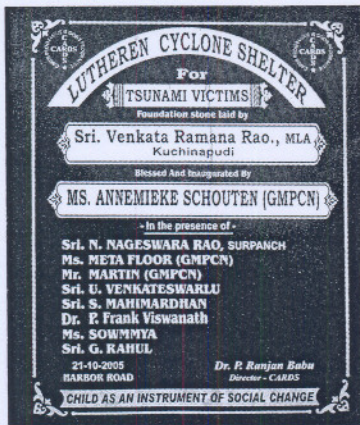 CARDS
CARDS
LUTHEREN CYCLONE SHELTER
For
TSUNAMI VICTIMS
Foundation stone laid by
Sri. Venkata Ramana Rao., MLA
Kuchinapudi
Blessed And Inaugurated By
MS. ANNEMIEKE SCHOUTEN (GMPCN)
- In the presence of -
Sri. N. NAGESWARA RAO, SURPANCH
Ms. META FLOOR (GMPCN)
Mr. MARTIN (GMPCN)
Sri. U. VENKATESWARLU
Sri. S. MAHIMARDHAN
Dr. P. Frank Viswanath
Ms. SOWMMYA
Sri. G. RAHUL
21-10-2005
HARBOR ROAD
Dr. P. Ranjan Babu
Director - CARDS
CHILD AS AN INSTRUMENT OF SOCIAL CHANGE